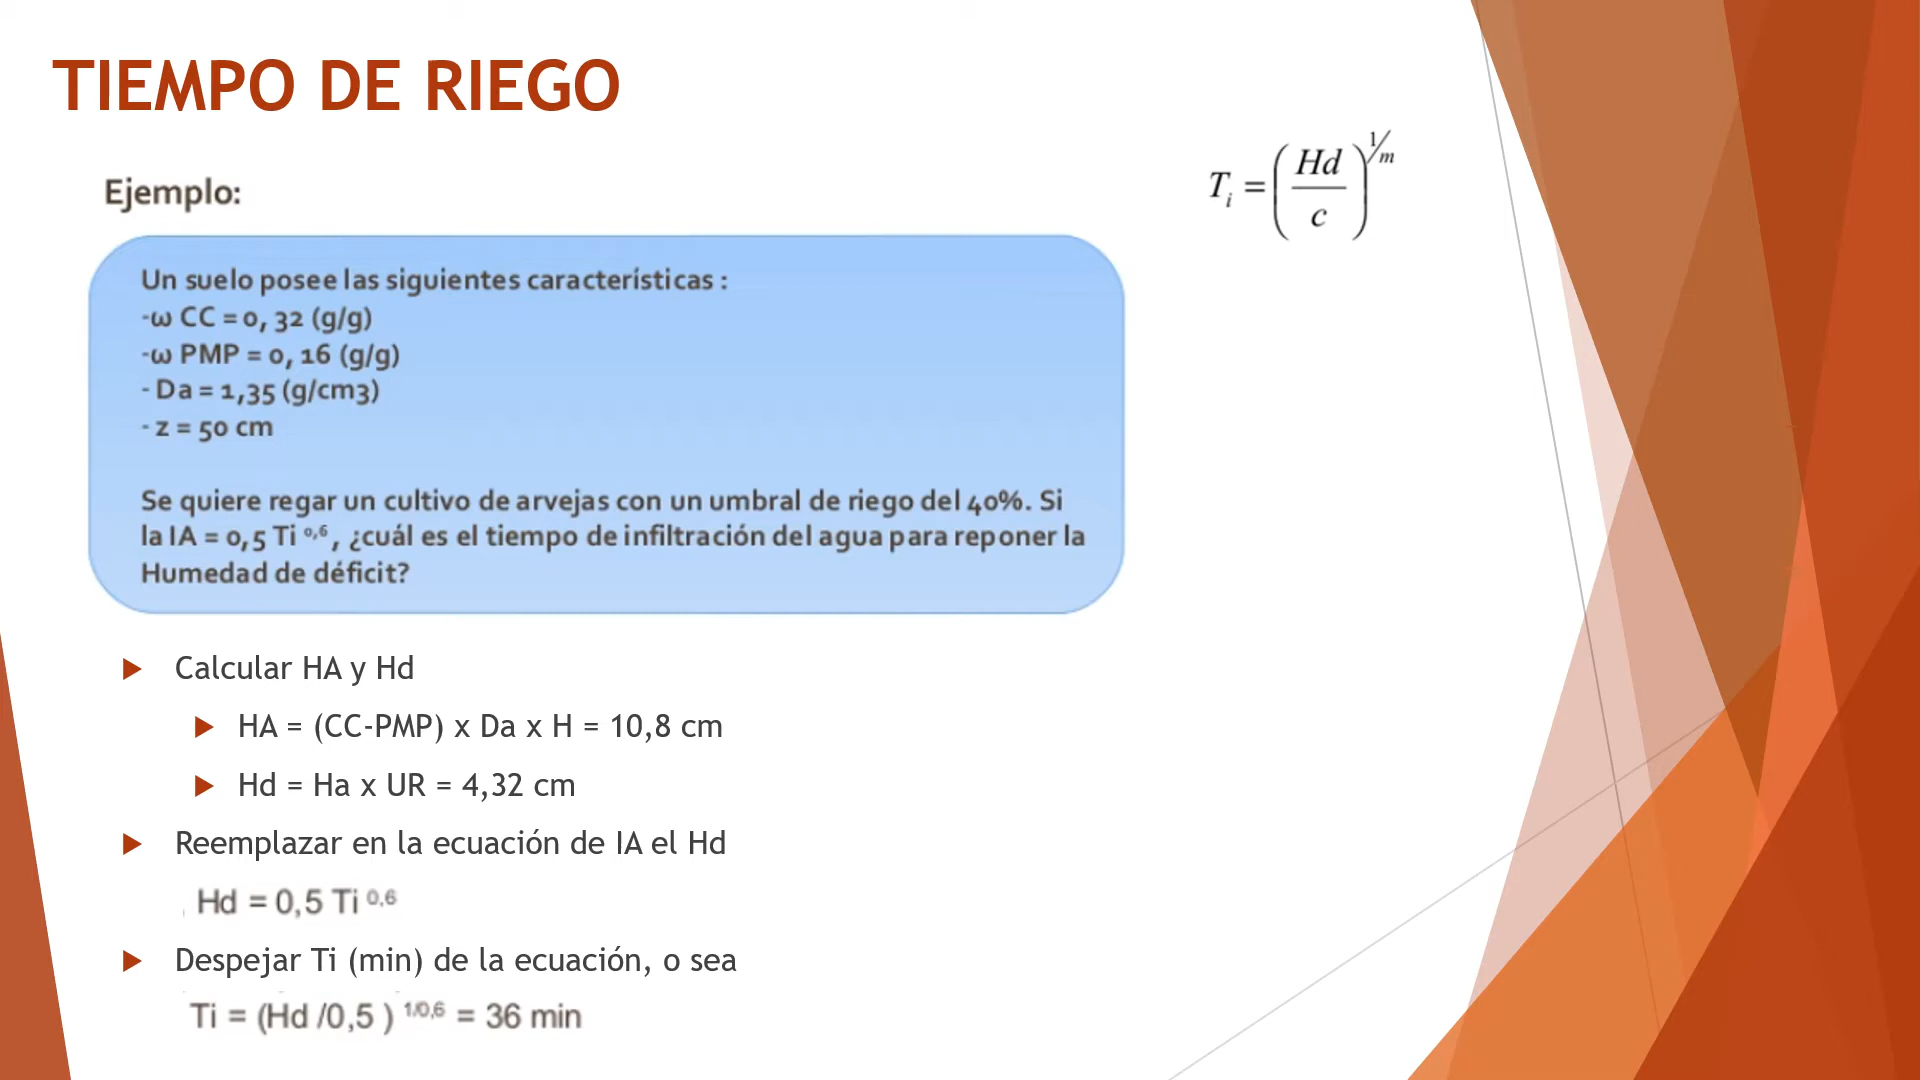 TIEMPO DE RIEGO
Ejemplo:
T_i = (Hd / c)^{1/m}
Un suelo posee las siguientes características :
-ω CC = 0, 32 (g/g)
-ω PMP = 0, 16 (g/g)
- Da = 1,35 (g/cm3)
- z = 50 cm
Se quiere regar un cultivo de arvejas con un umbral de riego del 40%. Si
la IA = 0,5 Ti ^{0,6}, ¿cuál es el tiempo de infiltración del agua para reponer la
Humedad de déficit?
Calcular HA y Hd
HA = (CC-PMP) x Da x H = 10,8 cm
Hd = Ha x UR = 4,32 cm
Reemplazar en la ecuación de IA el Hd
Hd = 0,5 Ti ^{0,6}
Despejar Ti (min) de la ecuación, o sea
Ti = (Hd /0,5 ) ^{1/0,6} = 36 min